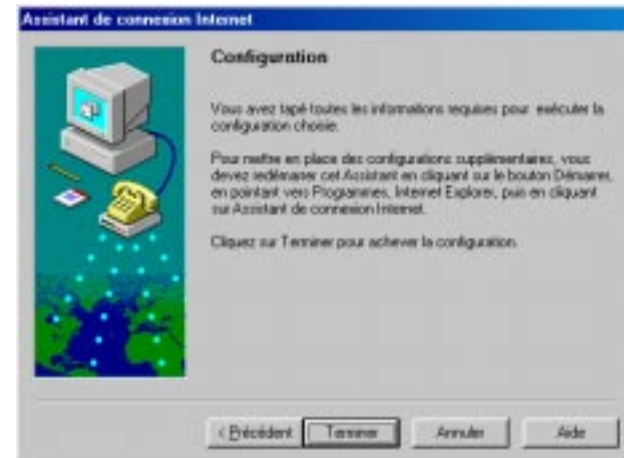 Assistant de connexion Internet
Configuration
Vous avez tapé toutes les informations requises pour exécuter la
configuration choisie.
Pour mettre en place des configurations supplémentaires, vous
devez redémarrer cet Assistant en cliquant sur le bouton Démarrer,
en pointant vers Programmes, Internet Explorer, puis en cliquant
sur Assistant de connexion Internet.
Cliquez sur Terminer pour achever la configuration.
< Précédent Terminer Annuler Aide